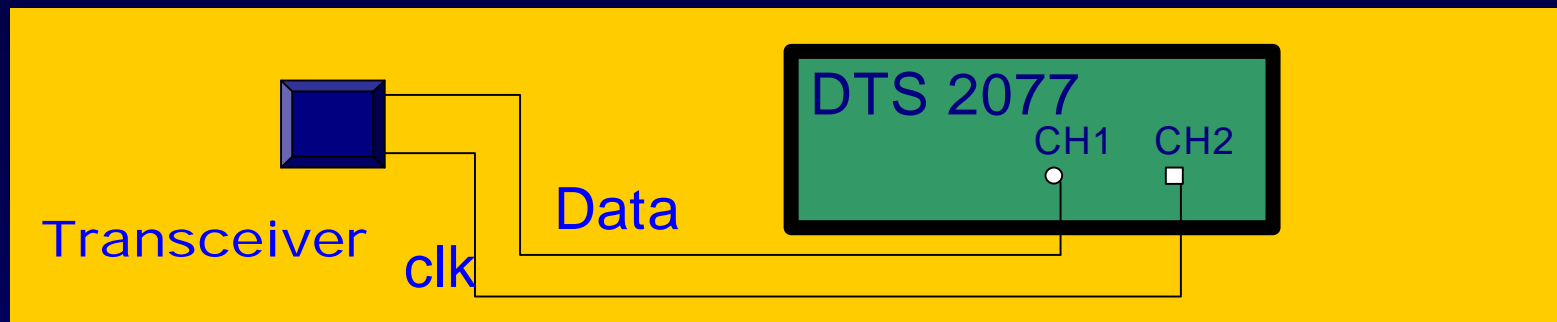 DTS 2077
CH1 CH2
Data
Transceiver
clk